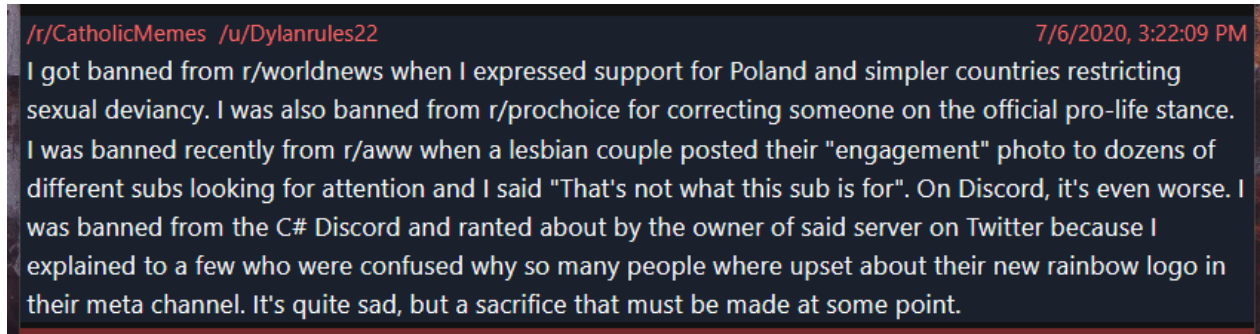 /r/CatholicMemes /u/Dylanrules22 7/6/2020, 3:22:09 PM
I got banned from r/worldnews when I expressed support for Poland and simpler countries restricting
sexual deviancy. I was also banned from r/prochoice for correcting someone on the official pro-life stance.
I was banned recently from r/aww when a lesbian couple posted their "engagement" photo to dozens of
different subs looking for attention and I said "That's not what this sub is for". On Discord, it's even worse. I
was banned from the C# Discord and ranted about by the owner of said server on Twitter because I
explained to a few who were confused why so many people where upset about their new rainbow logo in
their meta channel. It's quite sad, but a sacrifice that must be made at some point.